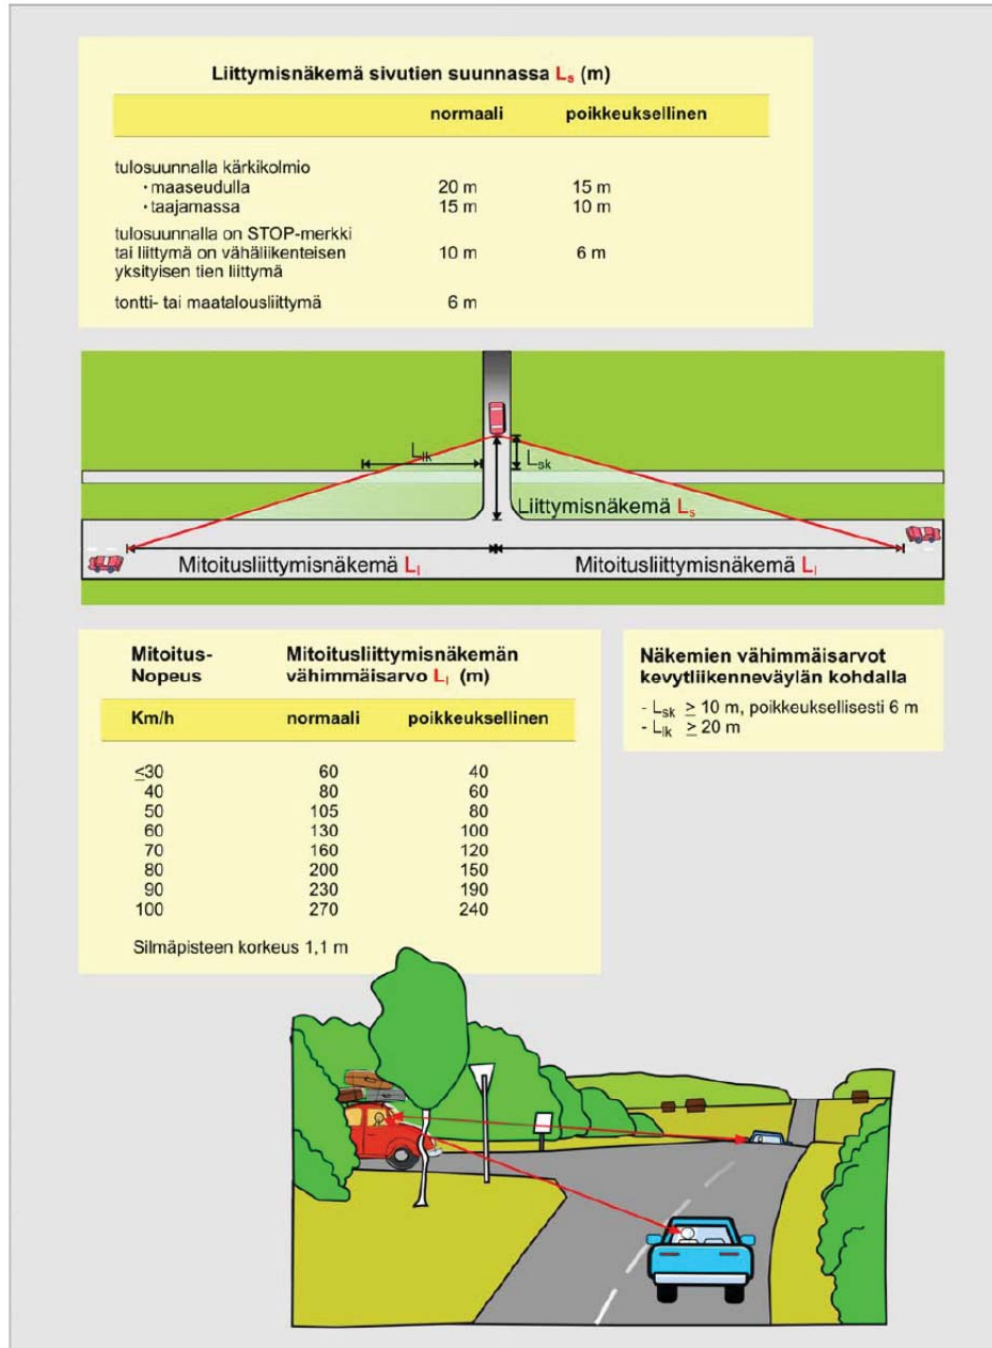 Liittymisnäkemä sivutien suunnassa Ls (m)
normaali poikkeuksellinen
tulosuunnalla kärkikolmio
· maaseudulla 20 m 15 m
· taajamassa 15 m 10 m
tulosuunnalla on STOP-merkki
tai liittymä on vähäliikenteisen 10 m 6 m
yksityisen tien liittymä
tontti- tai maatalousliittymä 6 m
Llk
Lsk
Liittymisnäkemä Ls
Mitoitusliittymisnäkemä Ll Mitoitusliittymisnäkemä Ll
Mitoitus- Mitoitusliittymisnäkemän
Nopeus vähimmäisarvo Ll (m)
Km/h normaali poikkeuksellinen
≤30 60 40
40 80 60
50 105 80
60 130 100
70 160 120
80 200 150
90 230 190
100 270 240
Silmäpisteen korkeus 1,1 m
Näkemien vähimmäisarvot
kevytliikenneväylän kohdalla
- Lsk ≥ 10 m, poikkeuksellisesti 6 m
- Llk ≥ 20 m